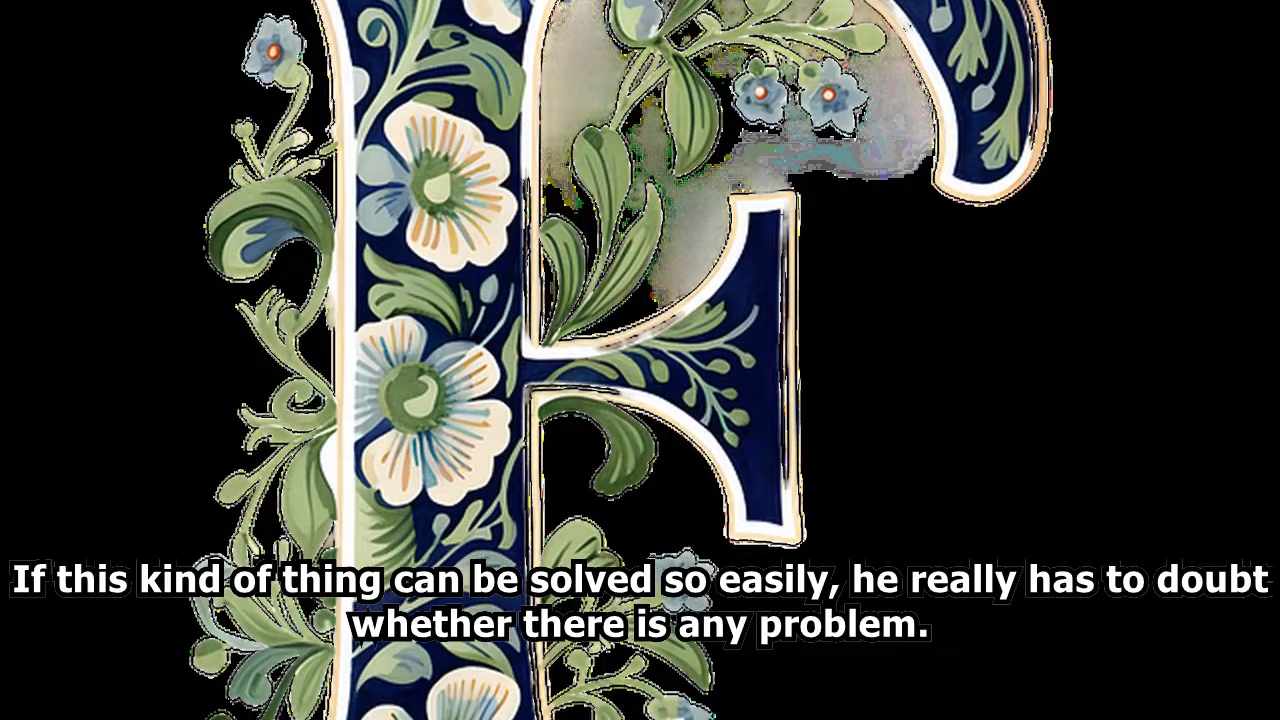 F
If this kind of thing can be solved so easily, he really has to doubt
whether there is any problem.